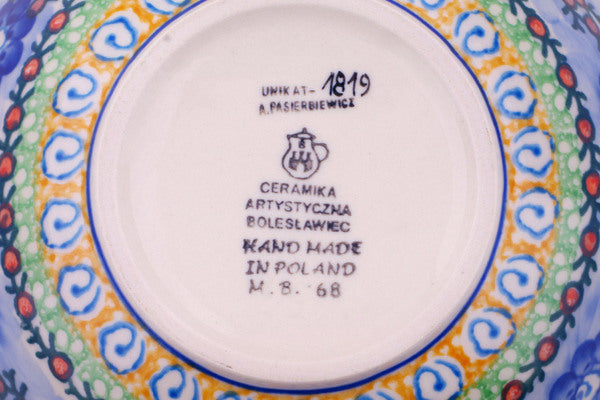 UNIKAT- 1819
A.PASIERBIEWICZ
CERAMIKA
ARTYSTYCZNA
BOLESŁAWIEC
HAND MADE
IN POLAND
M.B. 68